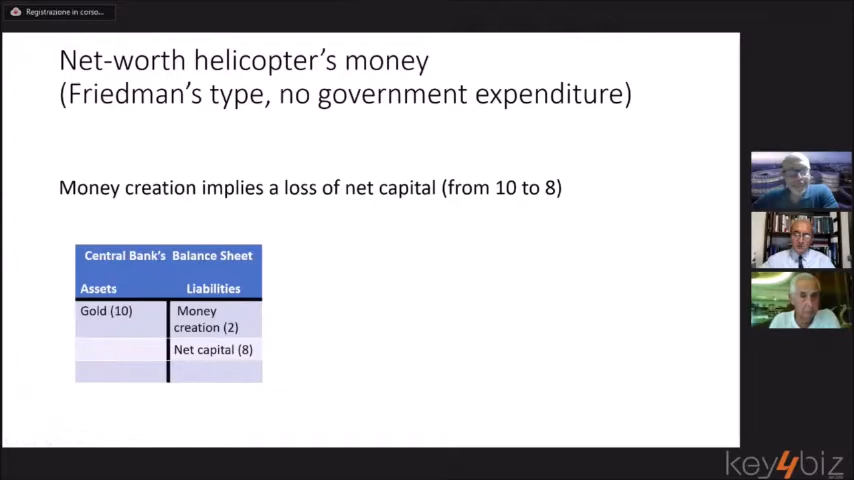 Registrazione in corso...
Net-worth helicopter's money
(Friedman's type, no government expenditure)
Money creation implies a loss of net capital (from 10 to 8)
Central Bank's Balance Sheet
Assets Liabilities
Gold (10) Money
creation (2)
Net capital (8)
key4biz